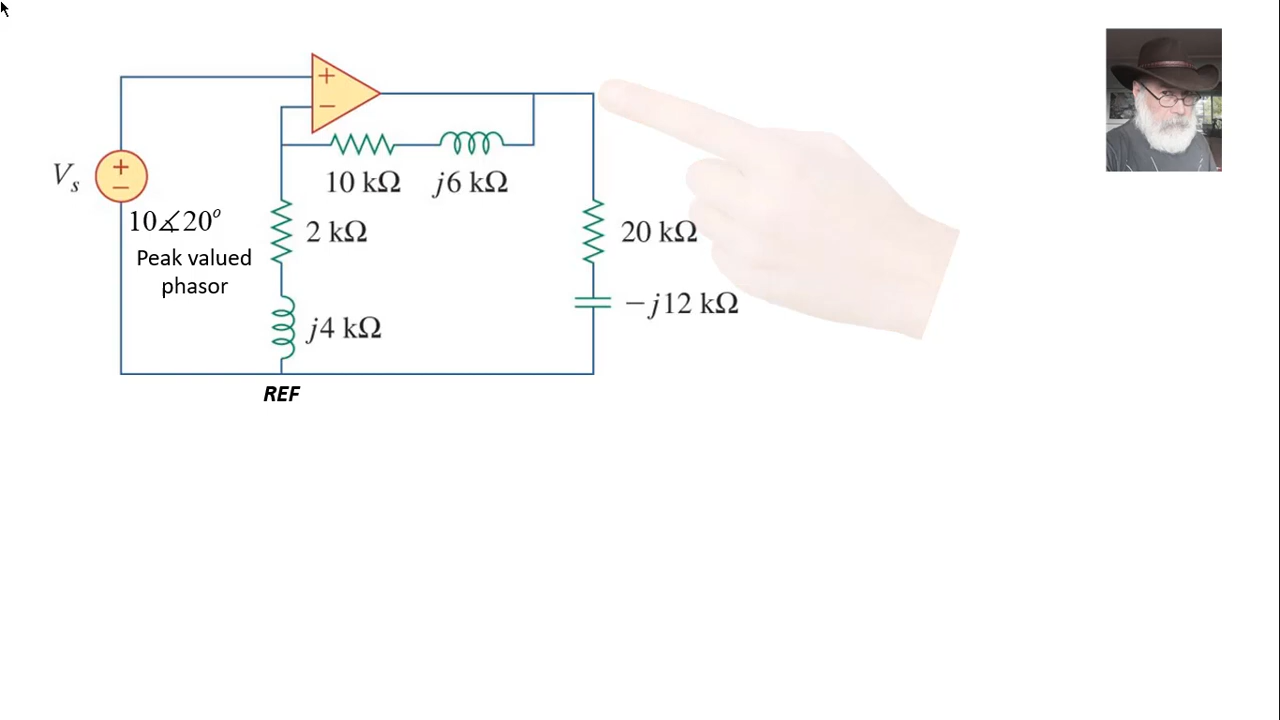 +
−
10 kΩ
j6 kΩ
V_s
+
−
10∡20°
Peak valued
phasor
2 kΩ
20 kΩ
−j12 kΩ
j4 kΩ
REF